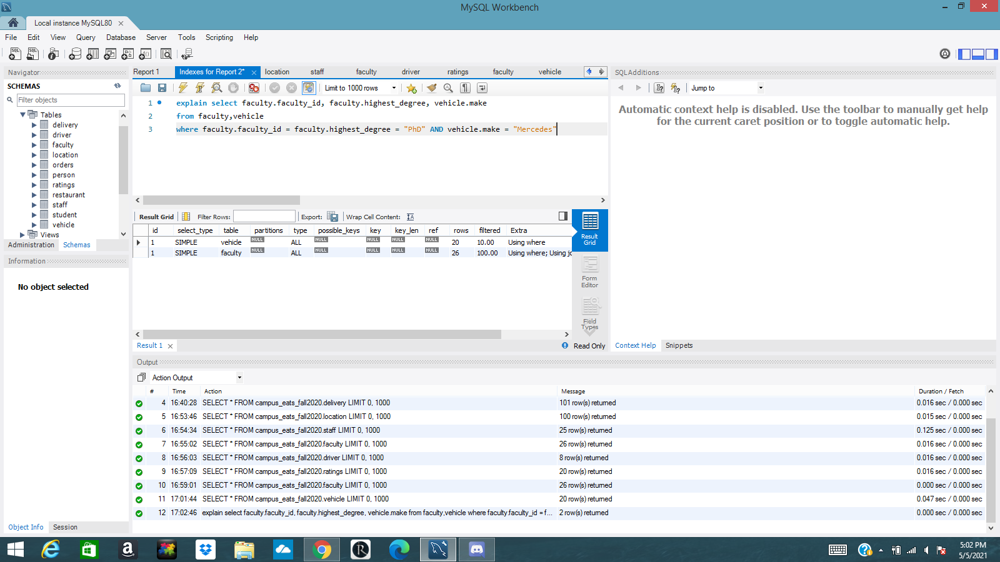 MySQL Workbench
Local instance MySQL80
File Edit View Query Database Server Tools Scripting Help
Navigator
SCHEMAS
Filter objects
Tables
delivery
driver
faculty
location
orders
person
ratings
restaurant
staff
student
vehicle
Views
Administration Schemas
Information
No object selected
Object Info Session
Report 1 Indexes for Report 2* location staff faculty driver ratings faculty vehicle
Limit to 1000 rows
1 explain select faculty.faculty_id, faculty.highest_degree, vehicle.make
2 from faculty,vehicle
3 where faculty.faculty_id = faculty.highest_degree = "PhD" AND vehicle.make = "Mercedes"
Result Grid Filter Rows: Export: Wrap Cell Content:
id select_type table partitions type possible_keys key key_len ref rows filtered Extra
1 SIMPLE vehicle NULL ALL NULL NULL NULL NULL 20 10.00 Using where
1 SIMPLE faculty NULL ALL NULL NULL NULL NULL 26 100.00 Using where; Using jo
Result Grid
Form Editor
Field Types
Result 1 Read Only
SQLAdditions
Jump to
Automatic context help is disabled. Use the toolbar to manually get help
for the current caret position or to toggle automatic help.
Context Help Snippets
Output
Action Output
# Time Action Message Duration / Fetch
4 16:40:28 SELECT * FROM campus_eats_fall2020.delivery LIMIT 0, 1000 101 row(s) returned 0.016 sec / 0.000 sec
5 16:53:46 SELECT * FROM campus_eats_fall2020.location LIMIT 0, 1000 100 row(s) returned 0.015 sec / 0.000 sec
6 16:54:34 SELECT * FROM campus_eats_fall2020.staff LIMIT 0, 1000 25 row(s) returned 0.125 sec / 0.000 sec
7 16:55:02 SELECT * FROM campus_eats_fall2020.faculty LIMIT 0, 1000 26 row(s) returned 0.016 sec / 0.000 sec
8 16:56:03 SELECT * FROM campus_eats_fall2020.driver LIMIT 0, 1000 8 row(s) returned 0.016 sec / 0.000 sec
9 16:57:09 SELECT * FROM campus_eats_fall2020.ratings LIMIT 0, 1000 20 row(s) returned 0.016 sec / 0.000 sec
10 16:59:01 SELECT * FROM campus_eats_fall2020.faculty LIMIT 0, 1000 26 row(s) returned 0.000 sec / 0.000 sec
11 17:01:44 SELECT * FROM campus_eats_fall2020.vehicle LIMIT 0, 1000 20 row(s) returned 0.047 sec / 0.000 sec
12 17:02:46 explain select faculty.faculty_id, faculty.highest_degree, vehicle.make from faculty,vehicle where faculty.faculty_id = f... 2 row(s) returned 0.000 sec / 0.000 sec
5:02 PM
5/5/2021